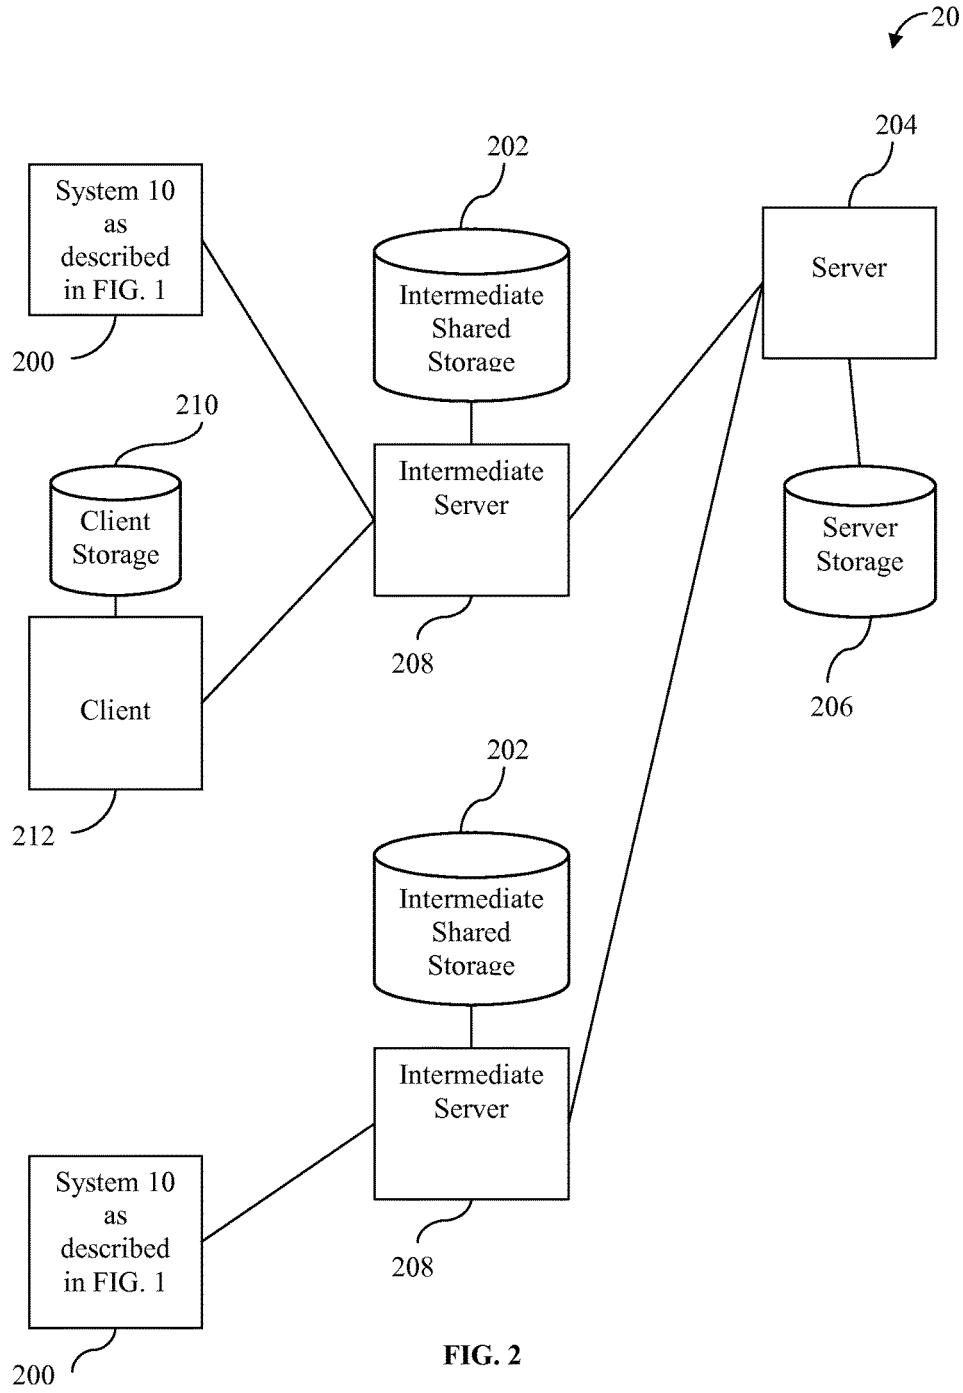 20
204
202
System 10
as
described
in FIG. 1
200
Intermediate
Shared
Storage
Server
210
Client
Storage
Intermediate
Server
Server
Storage
208
206
Client
212
202
Intermediate
Shared
Storage
Intermediate
Server
208
System 10
as
described
in FIG. 1
200
FIG. 2